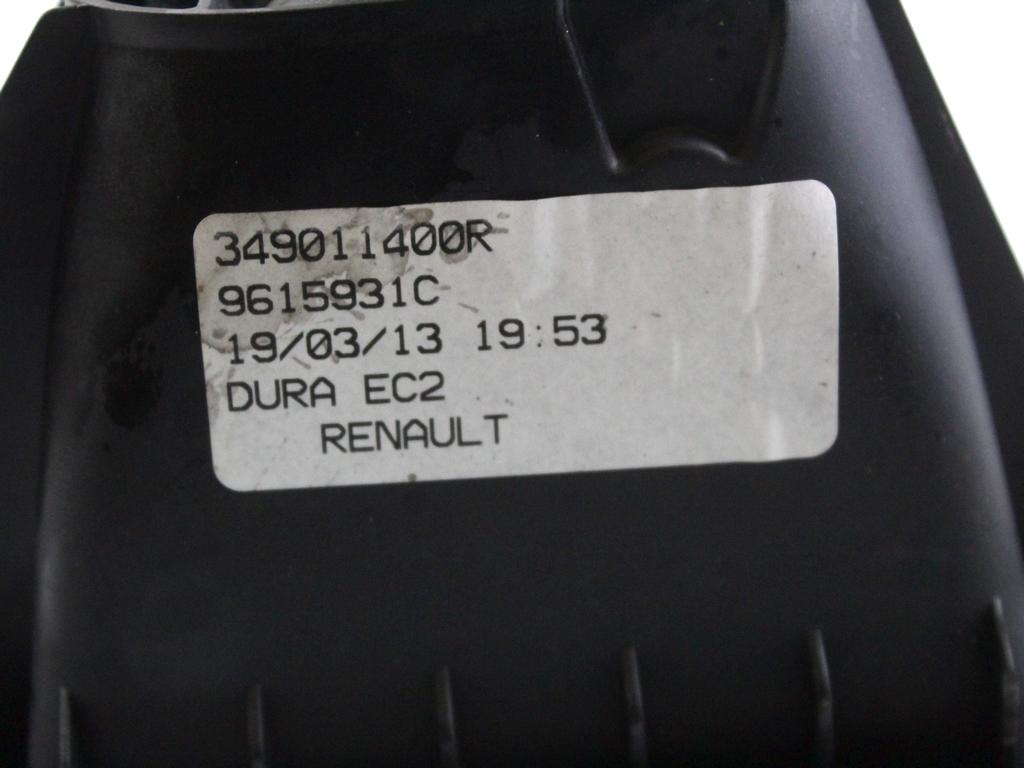 349011400R
9615931C
19/03/13 19:53
DURA EC2
RENAULT